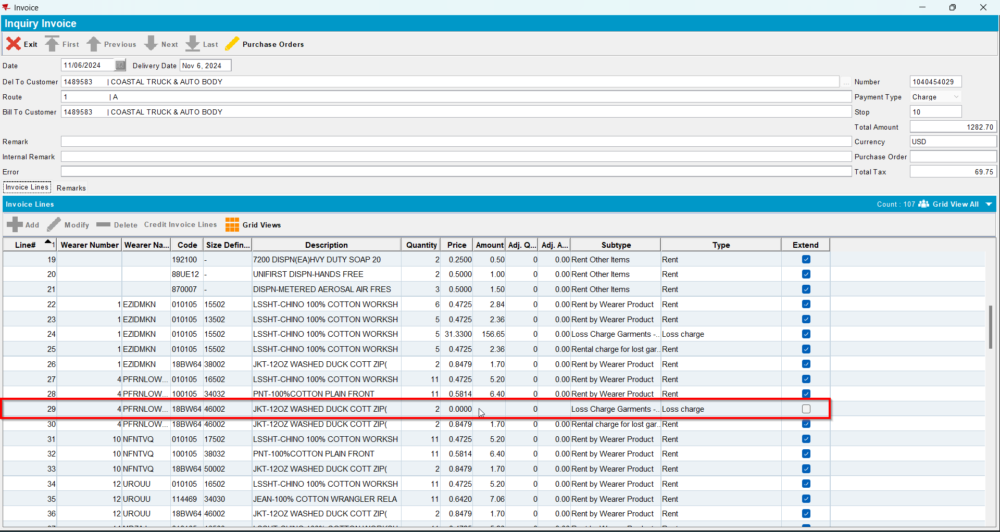 Invoice
Inquiry Invoice
Exit First Previous Next Last Purchase Orders
Date 11/06/2024 Delivery Date Nov 6, 2024
Del To Customer 1489583 | COASTAL TRUCK & AUTO BODY ... Number 1040454029
Route 1 | A Payment Type Charge
Bill To Customer 1489583 | COASTAL TRUCK & AUTO BODY Stop 10
Total Amount 1282.70
Remark Currency USD
Internal Remark Purchase Order
Error Total Tax 69.75
Invoice Lines Remarks
Invoice Lines Count : 107 Grid View All
Add Modify Delete Credit Invoice Lines Grid Views
Line# 1 Wearer Number Wearer Na... Code Size Defin... Description Quantity Price Amount Adj. Q... Adj. A... Subtype Type Extend
19 192100 - 7200 DISPN(EA)HVY DUTY SOAP 20 2 0.2500 0.50 0 0.00 Rent Other Items Rent
20 88UE12 - UNIFIRST DISPN-HANDS FREE 2 0.5000 1.00 0 0.00 Rent Other Items Rent
21 870007 - DISPN-METERED AEROSAL AIR FRES 3 0.5000 1.50 0 0.00 Rent Other Items Rent
22 1 EZIDMKN 010105 15502 LSSHT-CHINO 100% COTTON WORKSH 6 0.4725 2.84 0 0.00 Rent by Wearer Product Rent
23 1 EZIDMKN 010105 13502 LSSHT-CHINO 100% COTTON WORKSH 5 0.4725 2.36 0 0.00 Rent by Wearer Product Rent
24 1 EZIDMKN 010105 15502 LSSHT-CHINO 100% COTTON WORKSH 5 31.3300 156.65 0 0.00 Loss Charge Garments -... Loss charge
25 1 EZIDMKN 010105 15502 LSSHT-CHINO 100% COTTON WORKSH 5 0.4725 2.36 0 0.00 Rental charge for lost gar... Rent
26 1 EZIDMKN 18BW64 38002 JKT-12OZ WASHED DUCK COTT ZIP( 2 0.8479 1.70 0 0.00 Rent by Wearer Product Rent
27 4 PFRNLOW... 010105 16502 LSSHT-CHINO 100% COTTON WORKSH 11 0.4725 5.20 0 0.00 Rent by Wearer Product Rent
28 4 PFRNLOW... 100105 34032 PNT-100%COTTON PLAIN FRONT 11 0.5814 6.40 0 0.00 Rent by Wearer Product Rent
29 4 PFRNLOW... 18BW64 46002 JKT-12OZ WASHED DUCK COTT ZIP( 2 0.0000 0 Loss Charge Garments -... Loss charge
30 4 PFRNLOW... 18BW64 46002 JKT-12OZ WASHED DUCK COTT ZIP( 2 0.8479 1.70 0 0.00 Rental charge for lost gar... Rent
31 10 NFNTVQ 010105 17502 LSSHT-CHINO 100% COTTON WORKSH 11 0.4725 5.20 0 0.00 Rent by Wearer Product Rent
32 10 NFNTVQ 100105 38032 PNT-100%COTTON PLAIN FRONT 11 0.5814 6.40 0 0.00 Rent by Wearer Product Rent
33 10 NFNTVQ 18BW64 50002 JKT-12OZ WASHED DUCK COTT ZIP( 2 0.8479 1.70 0 0.00 Rent by Wearer Product Rent
34 12 UROUU 010105 16502 LSSHT-CHINO 100% COTTON WORKSH 11 0.4725 5.20 0 0.00 Rent by Wearer Product Rent
35 12 UROUU 114469 34030 JEAN-100% COTTON WRANGLER RELA 11 0.6420 7.06 0 0.00 Rent by Wearer Product Rent
36 12 UROUU 18BW64 46002 JKT-12OZ WASHED DUCK COTT ZIP( 2 0.8479 1.70 0 0.00 Rent by Wearer Product Rent